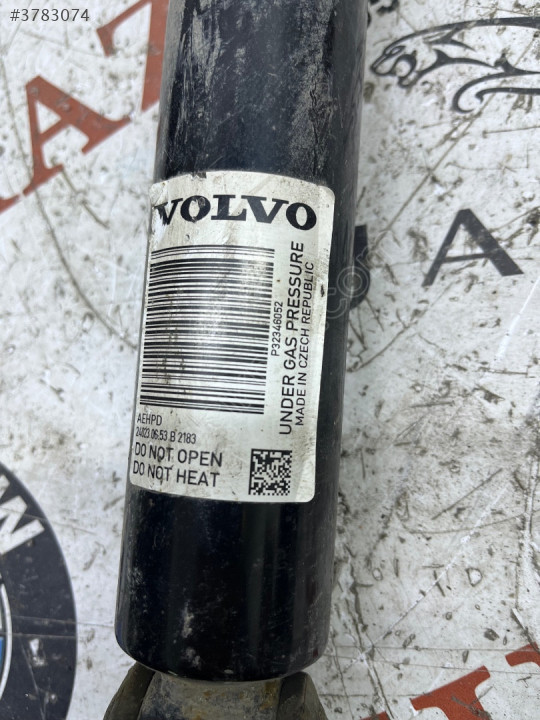 #3783074
VOLVO
P32346052
UNDER GAS PRESSURE
MADE IN CZECH REPUBLIC
AEHPD
24023 06:53 B 2183
DO NOT OPEN
DO NOT HEAT